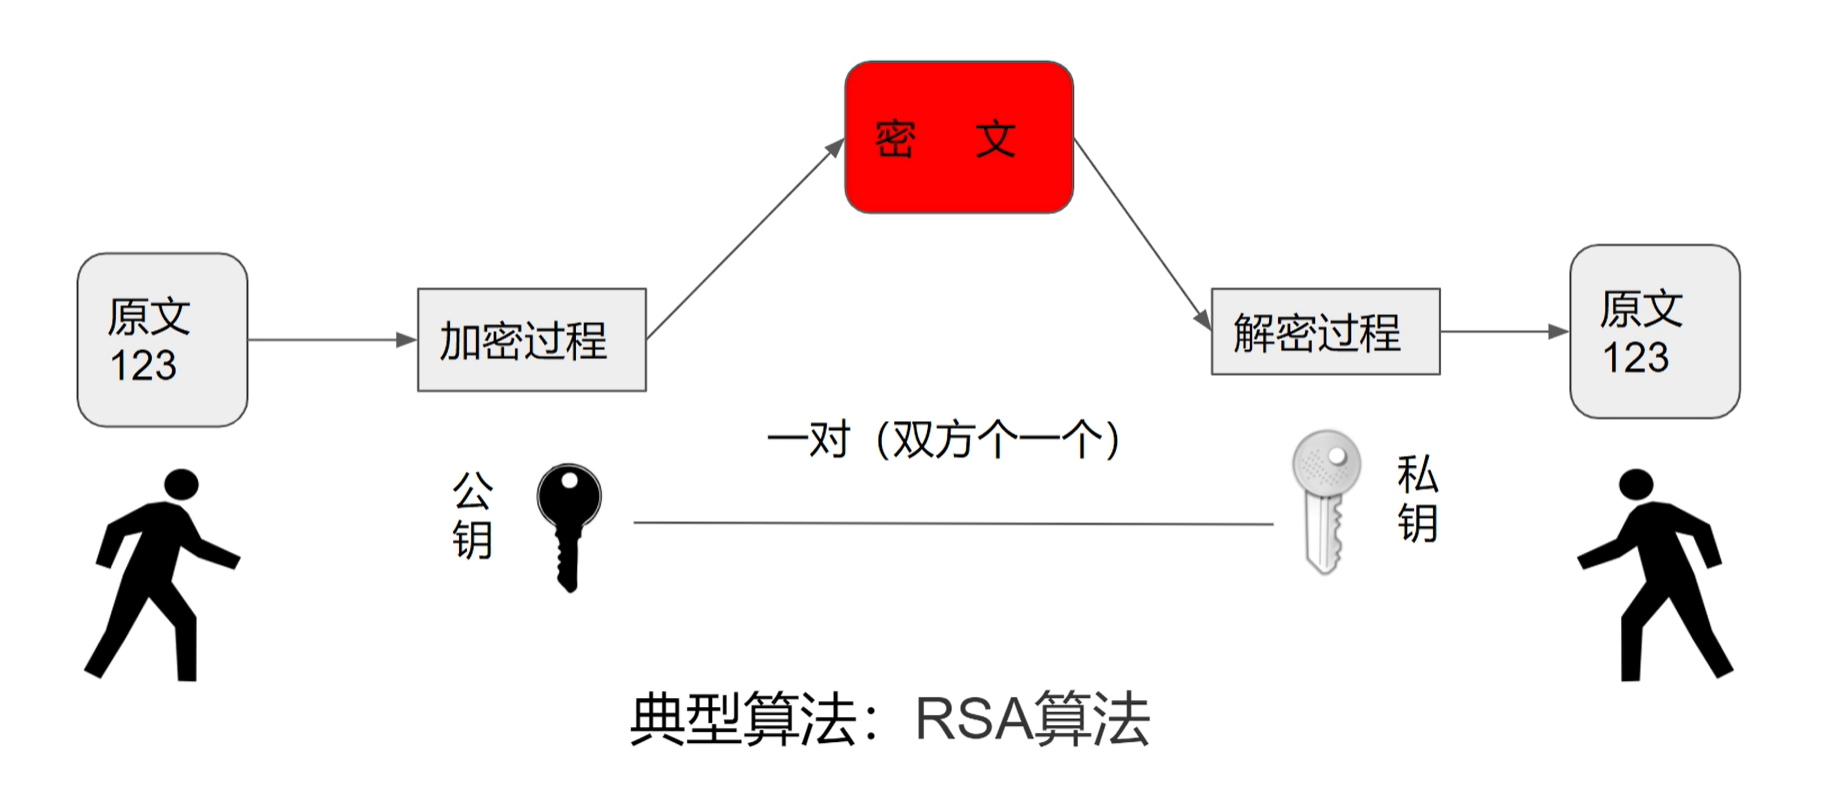 密 文
原文
123
加密过程
解密过程
原文
123
一对（双方个一个）
公
钥
私
钥
典型算法：RSA算法